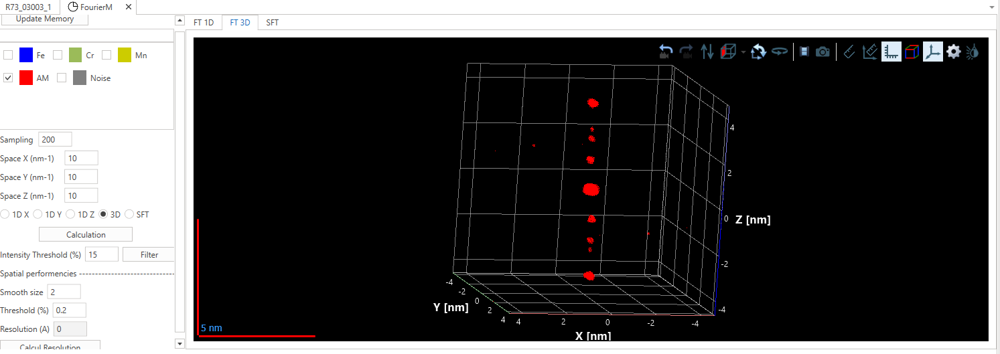 R73_03003_1 FourierM
Update Memory
FT 1D FT 3D SFT
Fe Cr Mn
AM Noise
Sampling 200
Space X (nm-1) 10
Space Y (nm-1) 10
Space Z (nm-1) 10
1D X 1D Y 1D Z 3D SFT
Calculation
Intensity Threshold (%) 15 Filter
Spatial performencies
Smooth size 2
Threshold (%) 0.2
Resolution (A) 0
Calcul Resolution
4
2
0
Z [nm]
-2
-4
-4
-2
0
2
4
Y [nm]
4 2 0 -2 -4
X [nm]
5 nm